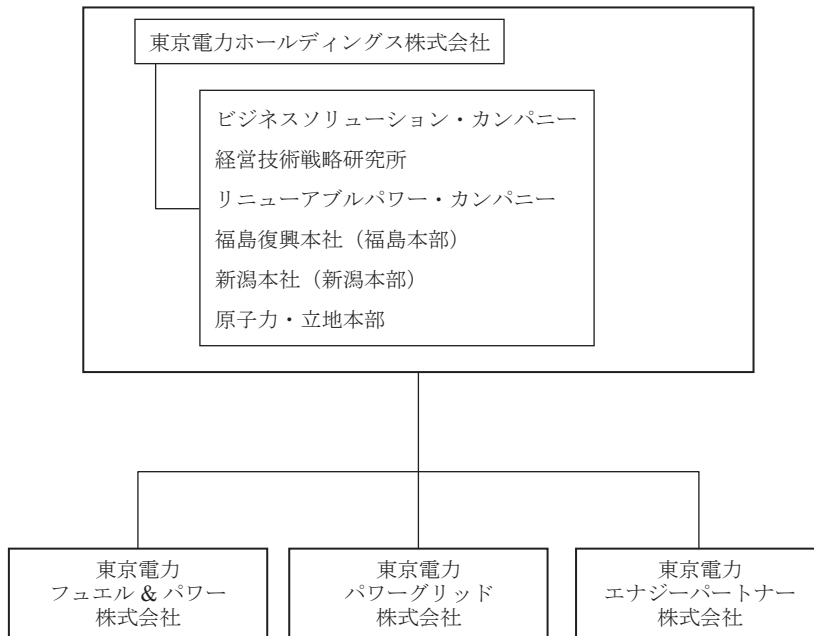 東京電力ホールディングス株式会社
ビジネスソリューション・カンパニー
経営技術戦略研究所
リニューアブルパワー・カンパニー
福島復興本社（福島本部）
新潟本社（新潟本部）
原子力・立地本部
東京電力
フュエル & パワー
株式会社
東京電力
パワーグリッド
株式会社
東京電力
エナジーパートナー
株式会社